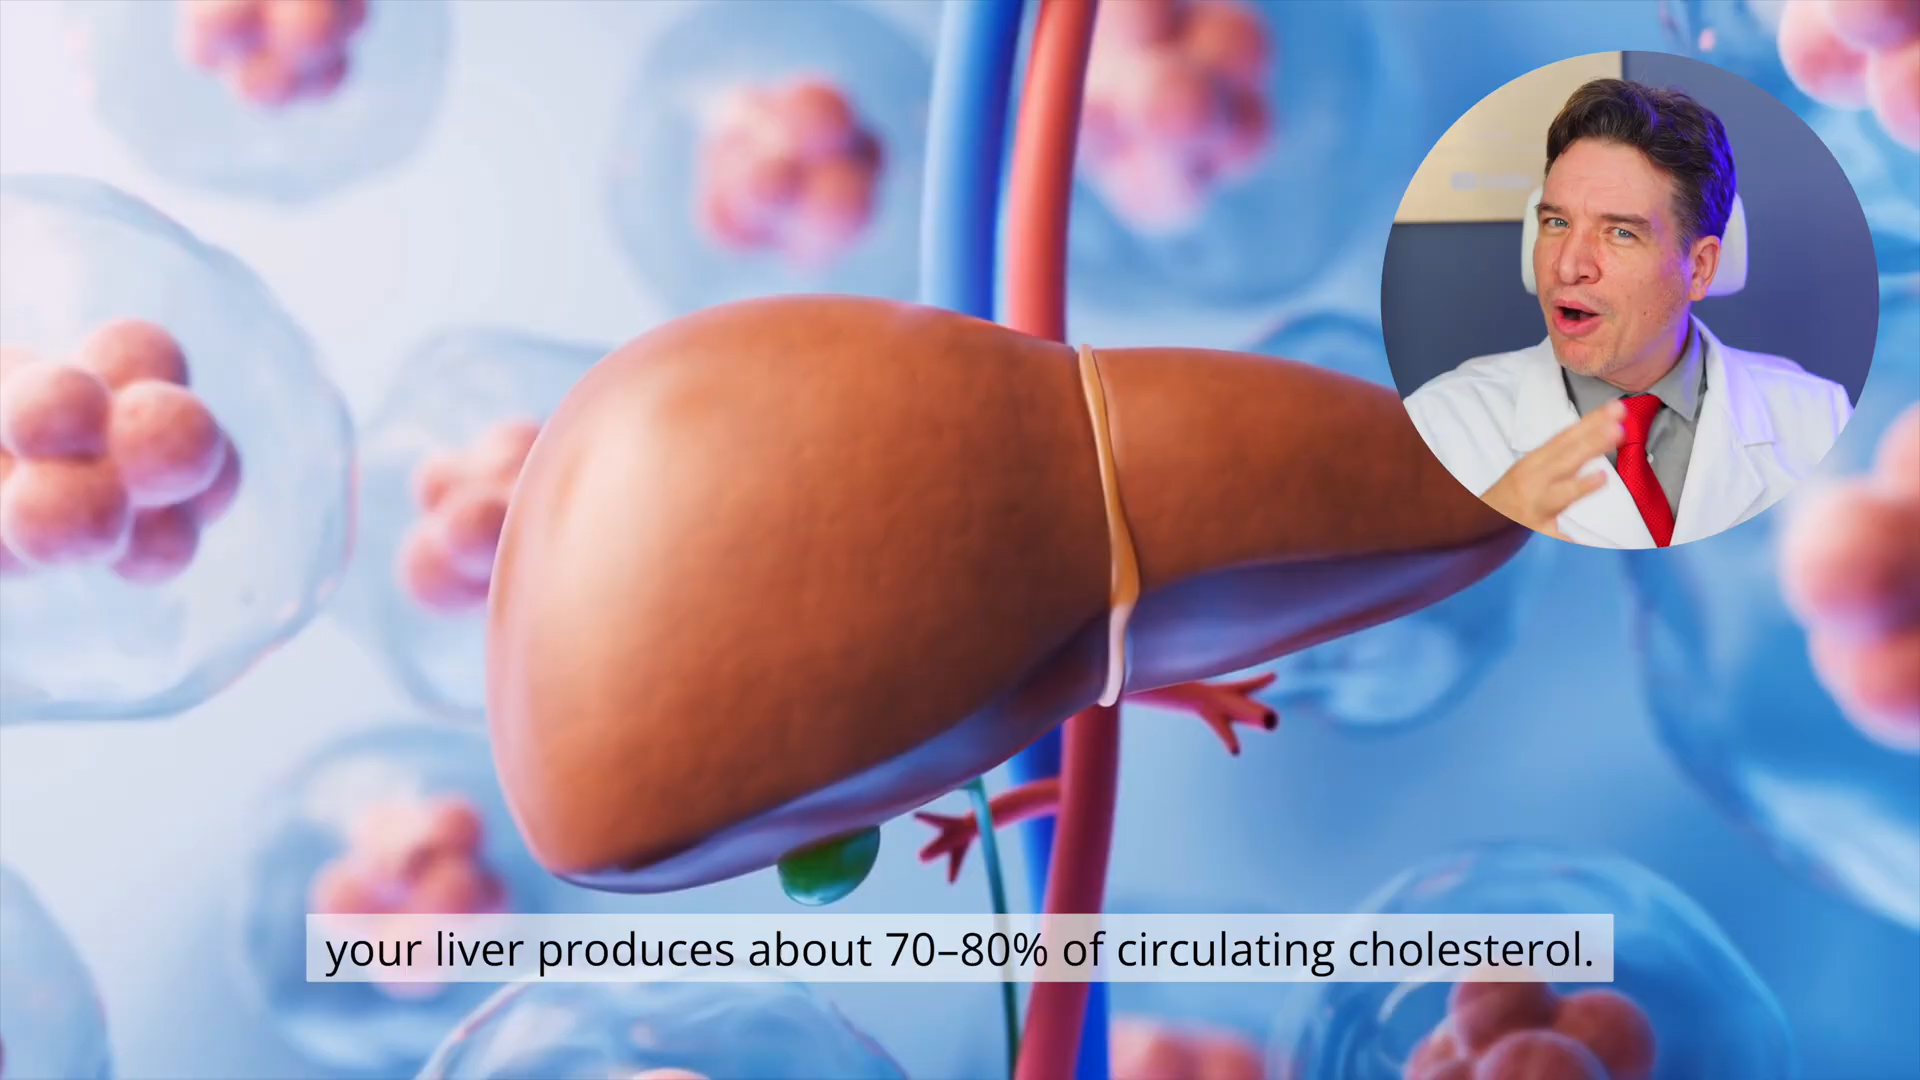 your liver produces about 70–80% of circulating cholesterol.